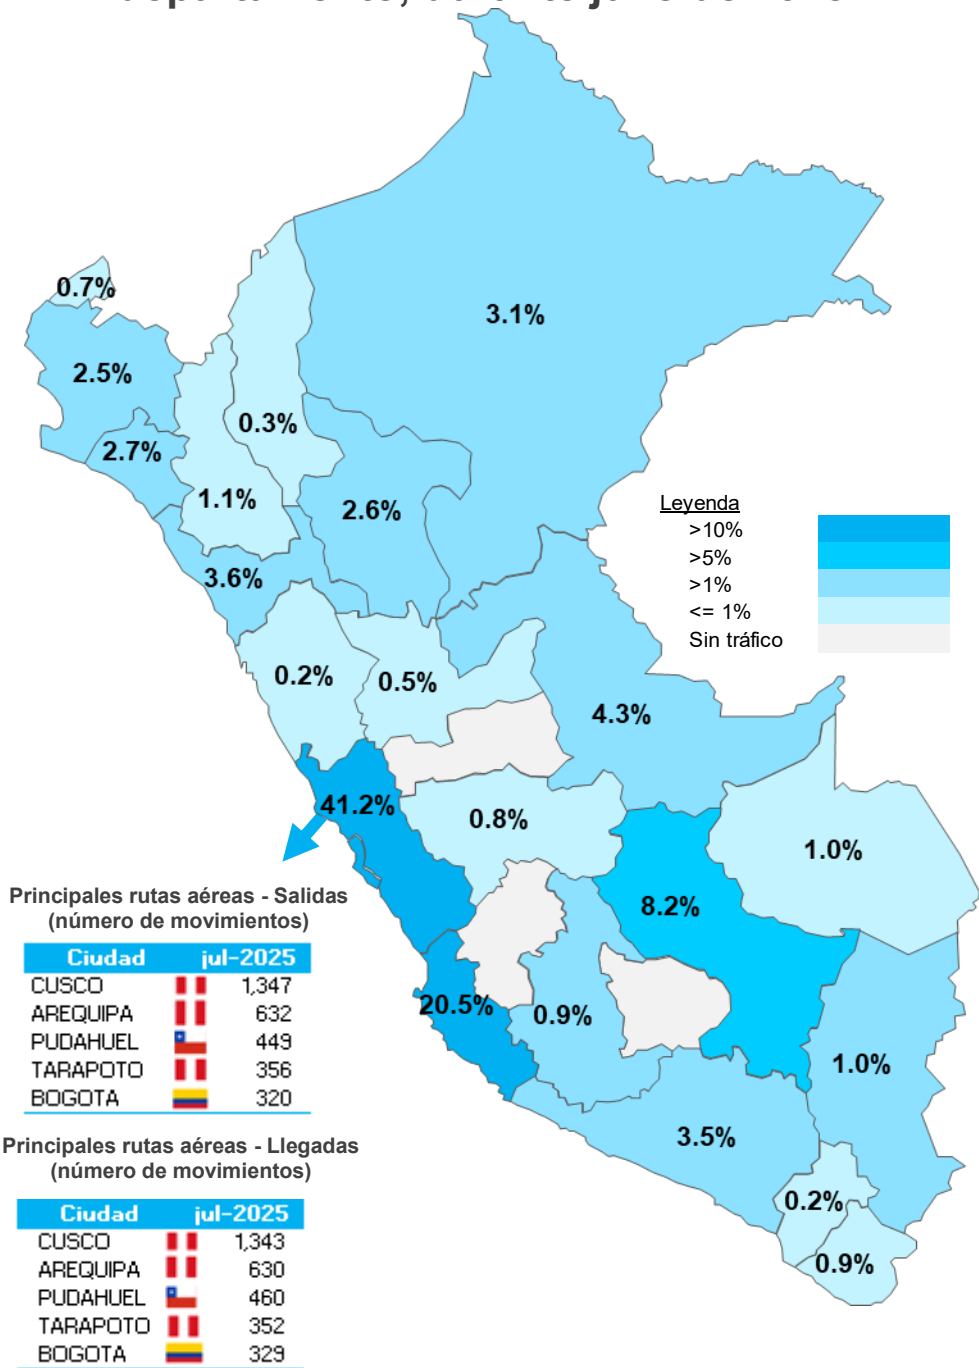 0.7%
3.1%
2.5%
0.3%
2.7%
1.1%
2.6%
3.6%
Leyenda
>10%
>5%
>1%
<= 1%
Sin tráfico
0.2%
0.5%
4.3%
41.2%
0.8%
1.0%
8.2%
20.5%
0.9%
1.0%
3.5%
0.2%
0.9%
Principales rutas aéreas - Salidas
(número de movimientos)
Ciudad jul-2025
CUSCO 1,347
AREQUIPA 632
PUDAHUEL 449
TARAPOTO 356
BOGOTA 320
Principales rutas aéreas - Llegadas
(número de movimientos)
Ciudad jul-2025
CUSCO 1,343
AREQUIPA 630
PUDAHUEL 460
TARAPOTO 352
BOGOTA 329